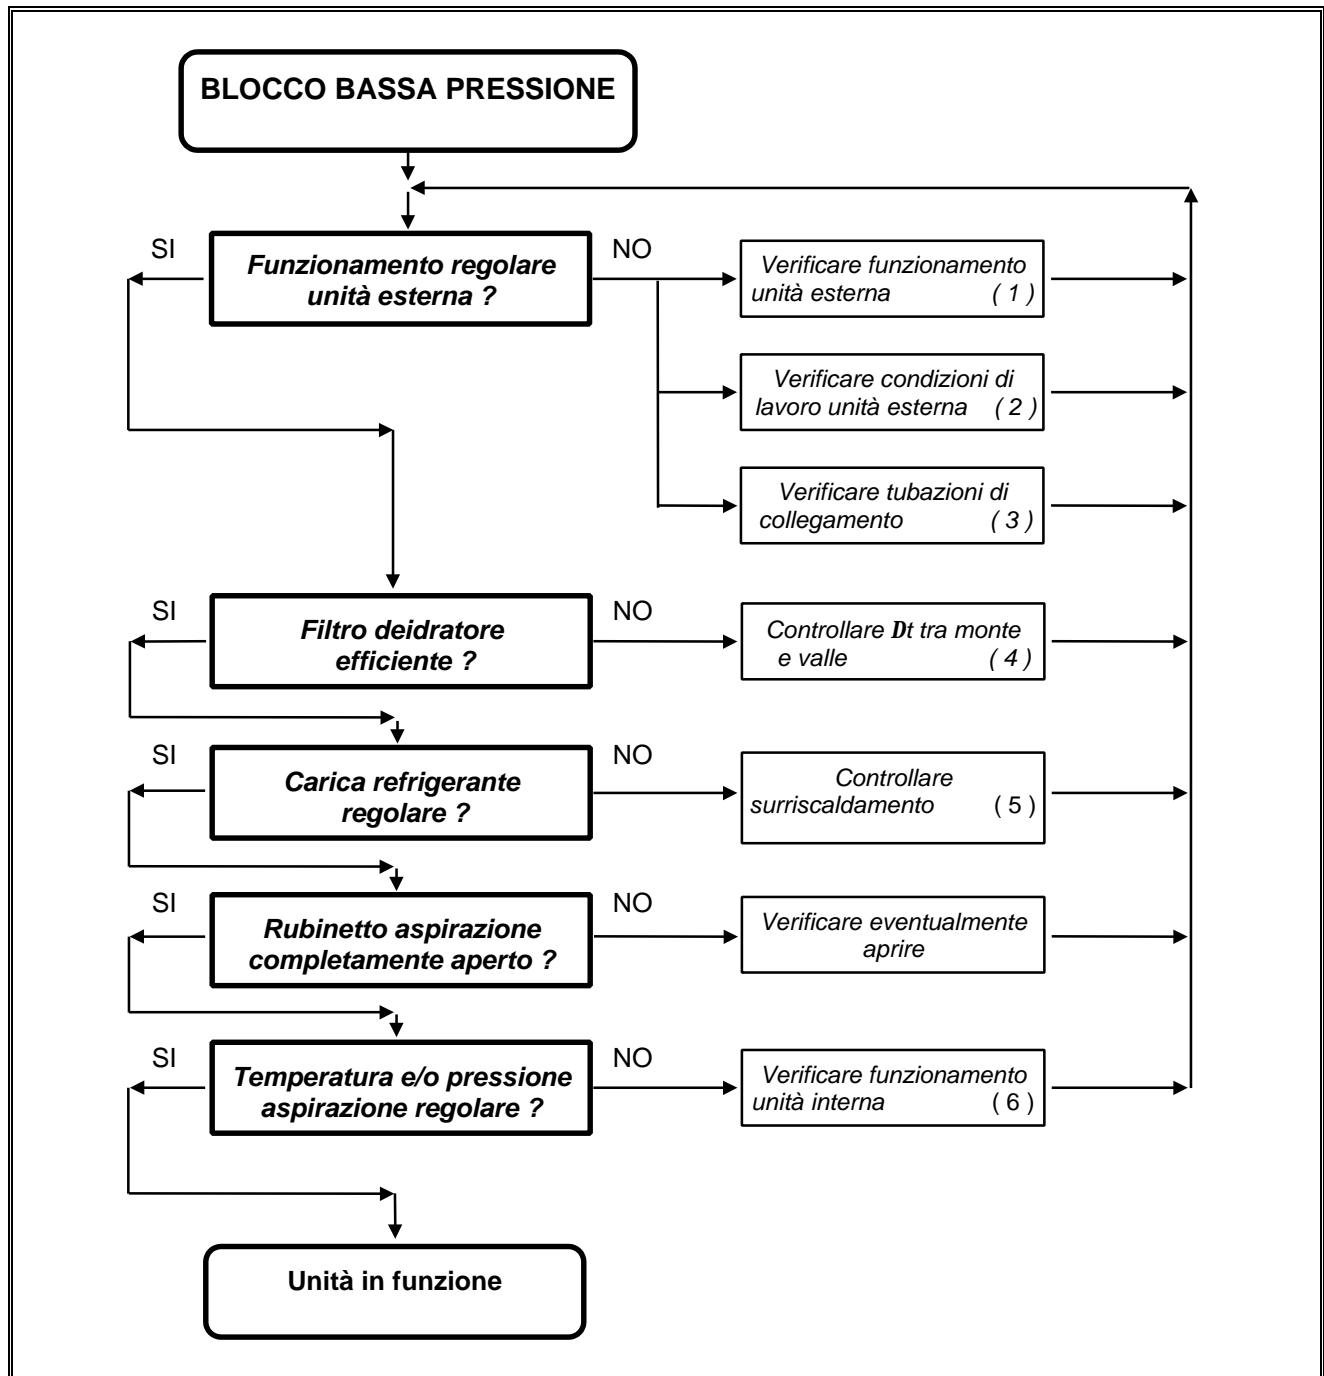 BLOCCO BASSA PRESSIONE
SI
Funzionamento regolare
unità esterna ?
NO
Verificare funzionamento
unità esterna ( 1 )
Verificare condizioni di
lavoro unità esterna ( 2 )
Verificare tubazioni di
collegamento ( 3 )
SI
Filtro deidratore
efficiente ?
NO
Controllare Dt tra monte
e valle ( 4 )
SI
Carica refrigerante
regolare ?
NO
Controllare
surriscaldamento ( 5 )
SI
Rubinetto aspirazione
completamente aperto ?
NO
Verificare eventualmente
aprire
SI
Temperatura e/o pressione
aspirazione regolare ?
NO
Verificare funzionamento
unità interna ( 6 )
Unità in funzione